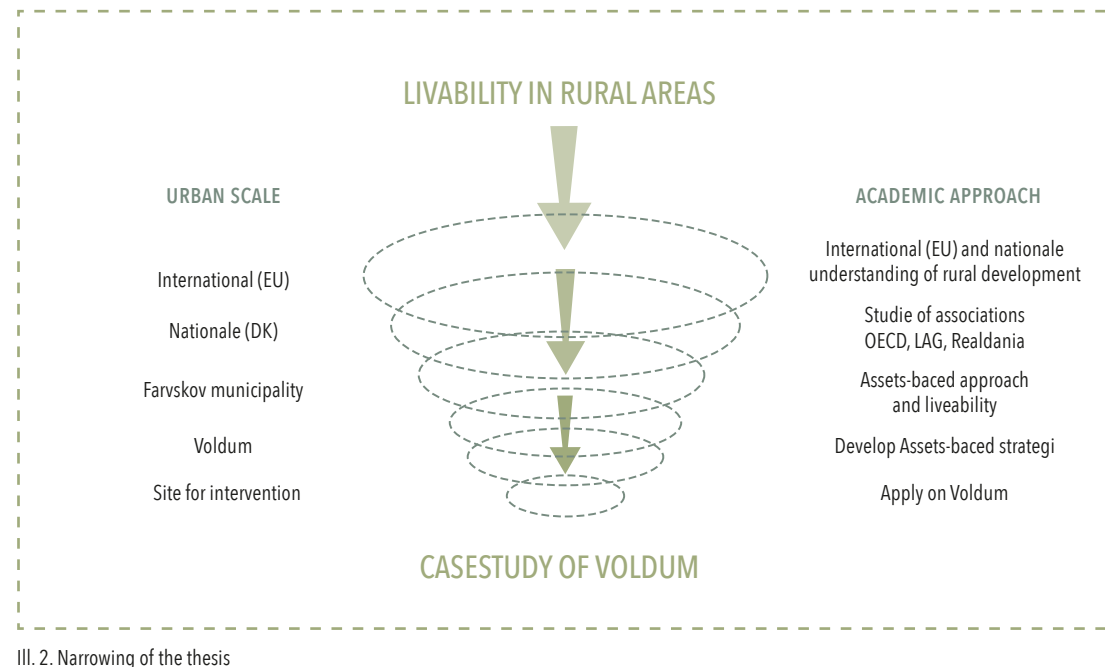 LIVABILITY IN RURAL AREAS
URBAN SCALE
International (EU)
Nationale (DK)
Farvskov municipality
Voldum
Site for intervention
ACADEMIC APPROACH
International (EU) and nationale
understanding of rural development
Studie of associations
OECD, LAG, Realdania
Assets-baced approach
and liveability
Develop Assets-baced strategi
Apply on Voldum
CASESTUDY OF VOLDUM
Ill. 2. Narrowing of the thesis